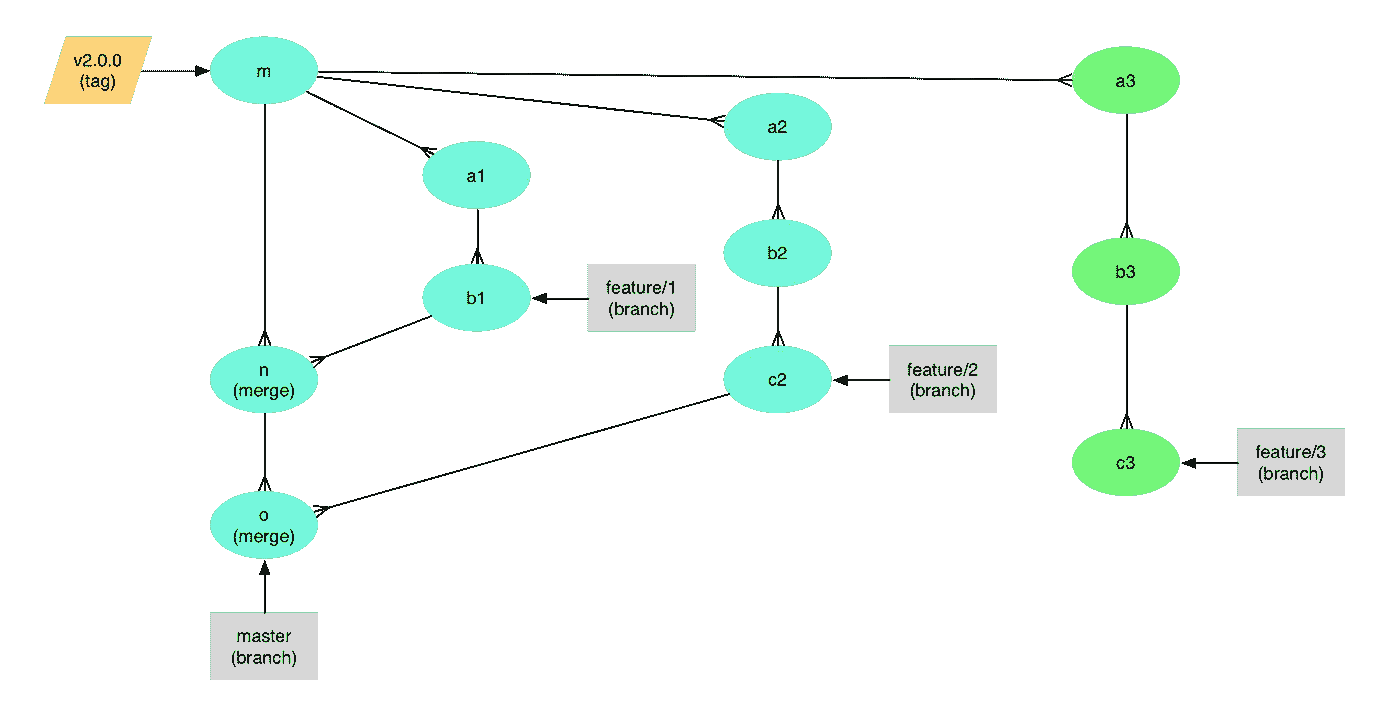 v2.0.0
(tag)
m
a3
a2
a1
b2
b3
b1
feature/1
(branch)
n
(merge)
c2
feature/2
(branch)
c3
feature/3
(branch)
o
(merge)
master
(branch)